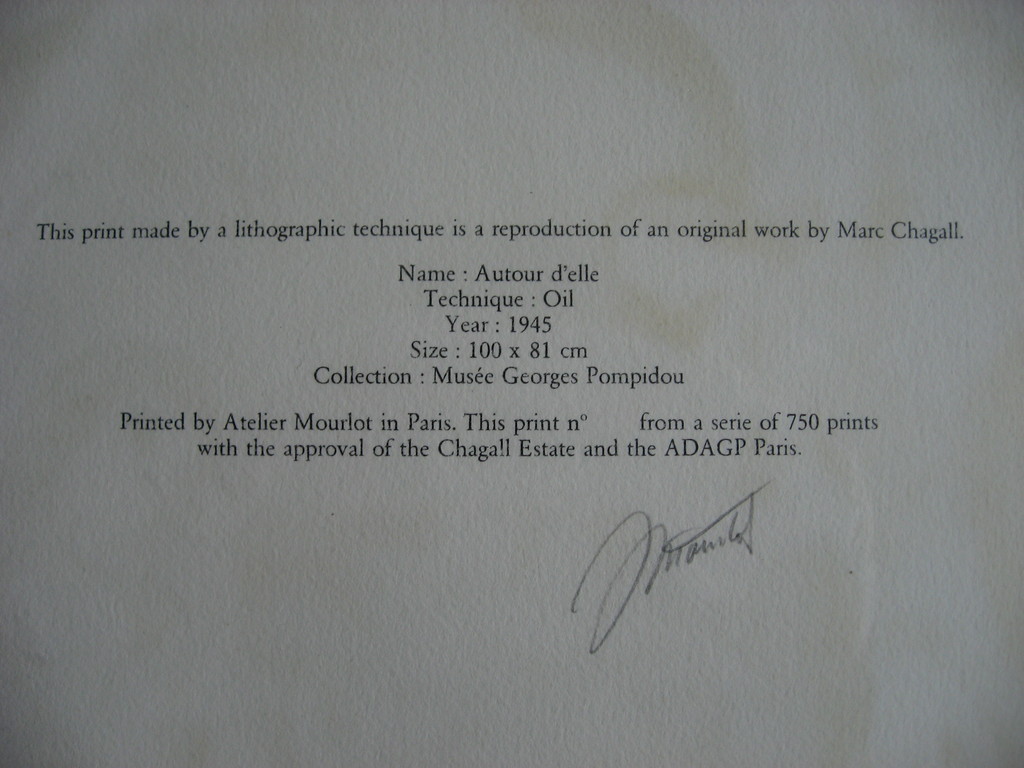 This print made by a lithographic technique is a reproduction of an original work by Marc Chagall.
Name : Autour d'elle
Technique : Oil
Year : 1945
Size : 100 x 81 cm
Collection : Musée Georges Pompidou
Printed by Atelier Mourlot in Paris. This print nº from a serie of 750 prints
with the approval of the Chagall Estate and the ADAGP Paris.